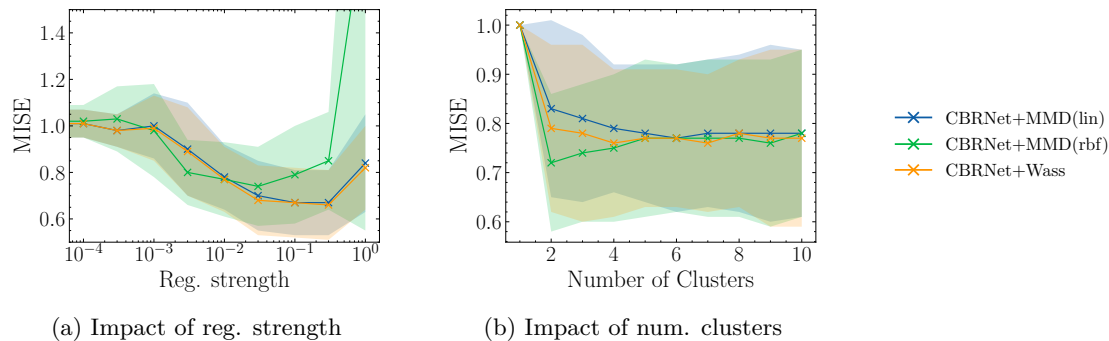 1.4
1.2
1.0
0.8
0.6
MISE
10⁻⁴ 10⁻³ 10⁻² 10⁻¹ 10⁰
Reg. strength
(a) Impact of reg. strength
1.0
0.9
0.8
0.7
0.6
MISE
2 4 6 8 10
Number of Clusters
(b) Impact of num. clusters
CBRNet+MMD(lin)
CBRNet+MMD(rbf)
CBRNet+Wass